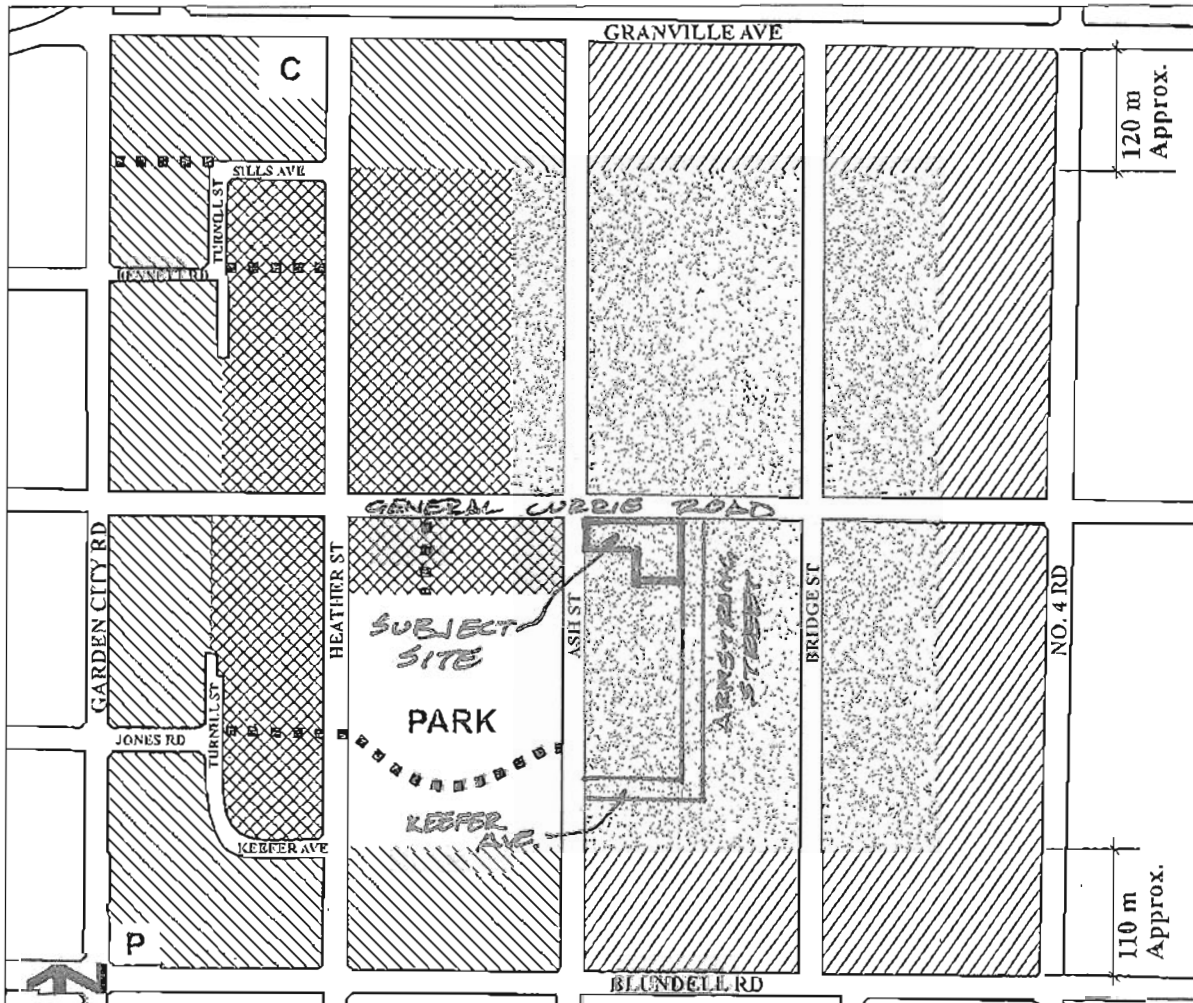 GRANVILLE AVE
C
120 m
Approx.
SILLS AVE
TURNILL ST
BENNETT RD
GENERAL CURRIE ROAD
GARDEN CITY RD
HEATHER ST
SUBJECT
SITE
ASH ST
ARMSTRONG
STREET
BRIDGE ST
NO. 4 RD
TURNILL ST
JONES RD
PARK
KEEFER
AVE.
KEEFER AVE
P
110 m
Approx.
BLUNDELL RD